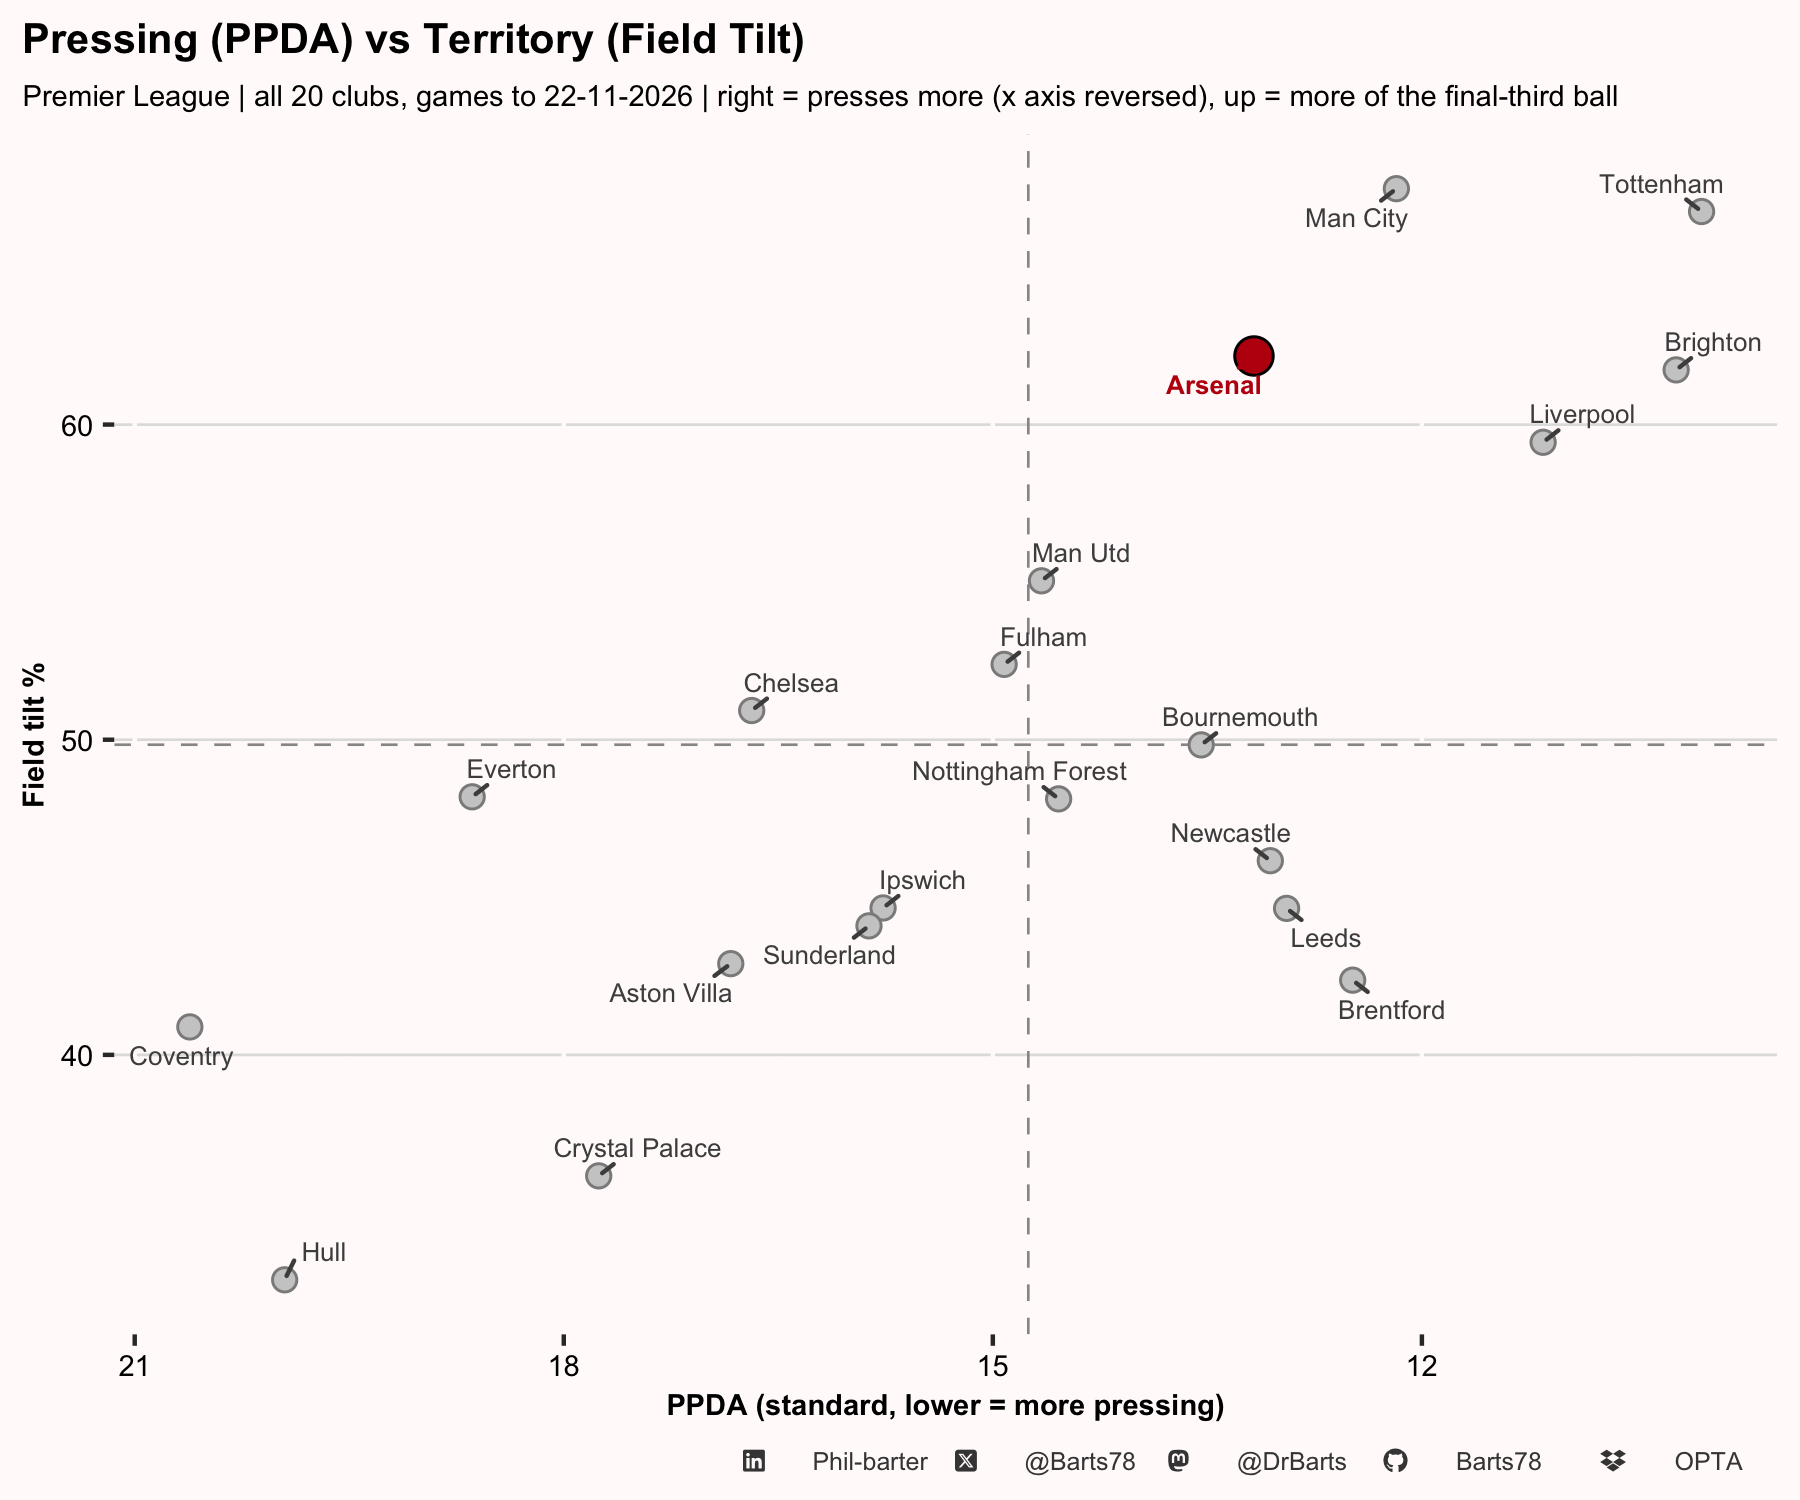 Pressing (PPDA) vs Territory (Field Tilt)
Premier League | all 20 clubs, games to 22-11-2026 | right = presses more (x axis reversed), up = more of the final-third ball
Tottenham
Man City
Brighton
Arsenal
Liverpool
60
Man Utd
Fulham
Chelsea
Bournemouth
50
Field tilt %
Everton
Nottingham Forest
Newcastle
Ipswich
Leeds
Sunderland
Aston Villa
Brentford
Coventry
40
Crystal Palace
Hull
21 18 15 12
PPDA (standard, lower = more pressing)
Phil-barter @Barts78 @DrBarts Barts78 OPTA